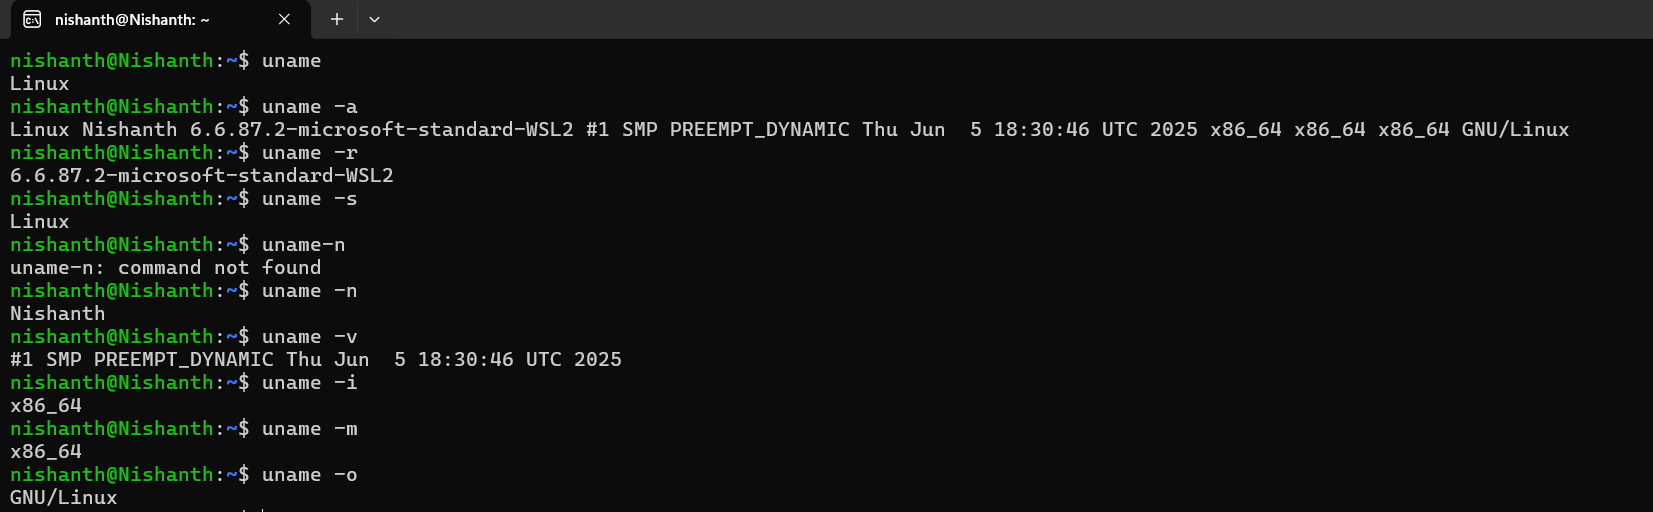 nishanth@Nishanth: ~
nishanth@Nishanth:~$ uname
Linux
nishanth@Nishanth:~$ uname -a
Linux Nishanth 6.6.87.2-microsoft-standard-WSL2 #1 SMP PREEMPT_DYNAMIC Thu Jun  5 18:30:46 UTC 2025 x86_64 x86_64 x86_64 GNU/Linux
nishanth@Nishanth:~$ uname -r
6.6.87.2-microsoft-standard-WSL2
nishanth@Nishanth:~$ uname -s
Linux
nishanth@Nishanth:~$ uname-n
uname-n: command not found
nishanth@Nishanth:~$ uname -n
Nishanth
nishanth@Nishanth:~$ uname -v
#1 SMP PREEMPT_DYNAMIC Thu Jun  5 18:30:46 UTC 2025
nishanth@Nishanth:~$ uname -i
x86_64
nishanth@Nishanth:~$ uname -m
x86_64
nishanth@Nishanth:~$ uname -o
GNU/Linux